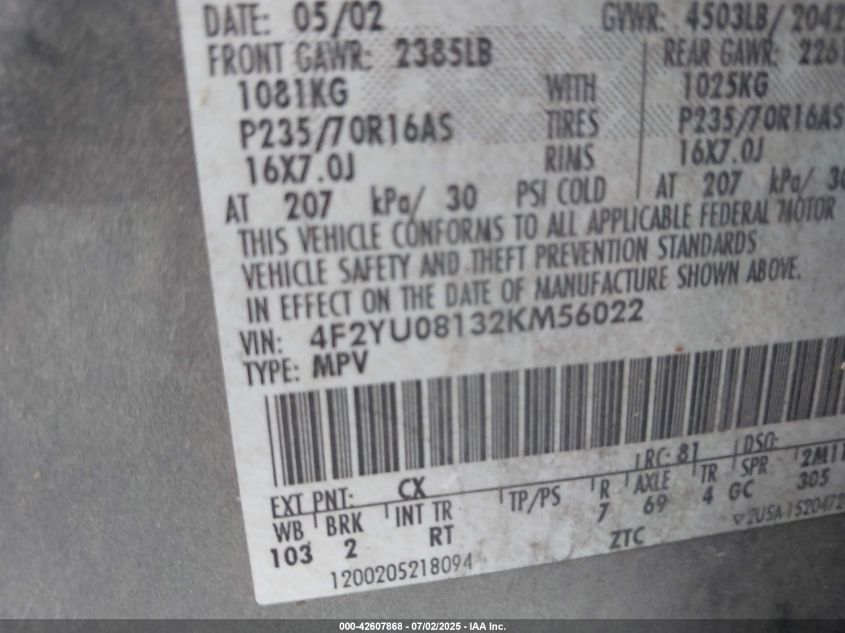 DATE: 05/02 GVWR: 4503LB/ 2042
FRONT GAWR: 2385LB REAR GAWR: 2261
1081KG WITH 1025KG
P235/70R16AS TIRES P235/70R16AS
16X7.0J RIMS 16X7.0J
AT 207 kPa/ 30 PSI COLD AT 207 kPa/ 30
THIS VEHICLE CONFORMS TO ALL APPLICABLE FEDERAL MOTOR
VEHICLE SAFETY AND THEFT PREVENTION STANDARDS
IN EFFECT ON THE DATE OF MANUFACTURE SHOWN ABOVE.
VIN: 4F2YU08132KM56022
TYPE: MPV
EXT PNT: CX RC: 81 DSO:
WB BRK INT TR TP/PS R AXLE TR SPR
103 2 RT 7 69 4 GC 305
ZTC
1200205218094
000-42607868 - 07/02/2025 - IAA Inc.